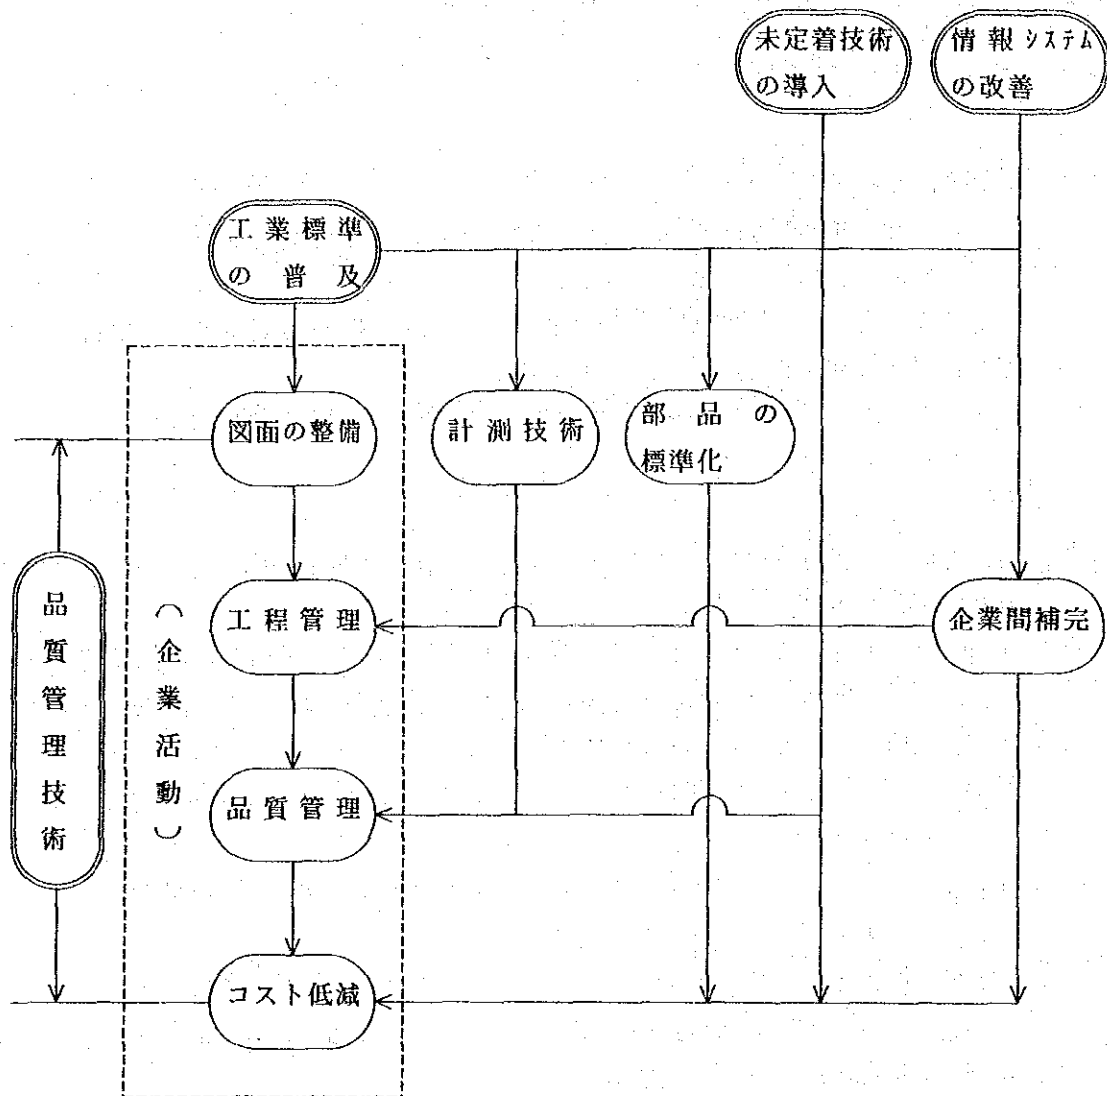 未定着技術
の導入
情報システム
の改善
工業標準
の普及
図面の整備
計測技術
部品の
標準化
品質管理技術
(企業活動)
工程管理
企業間補完
品質管理
コスト低減